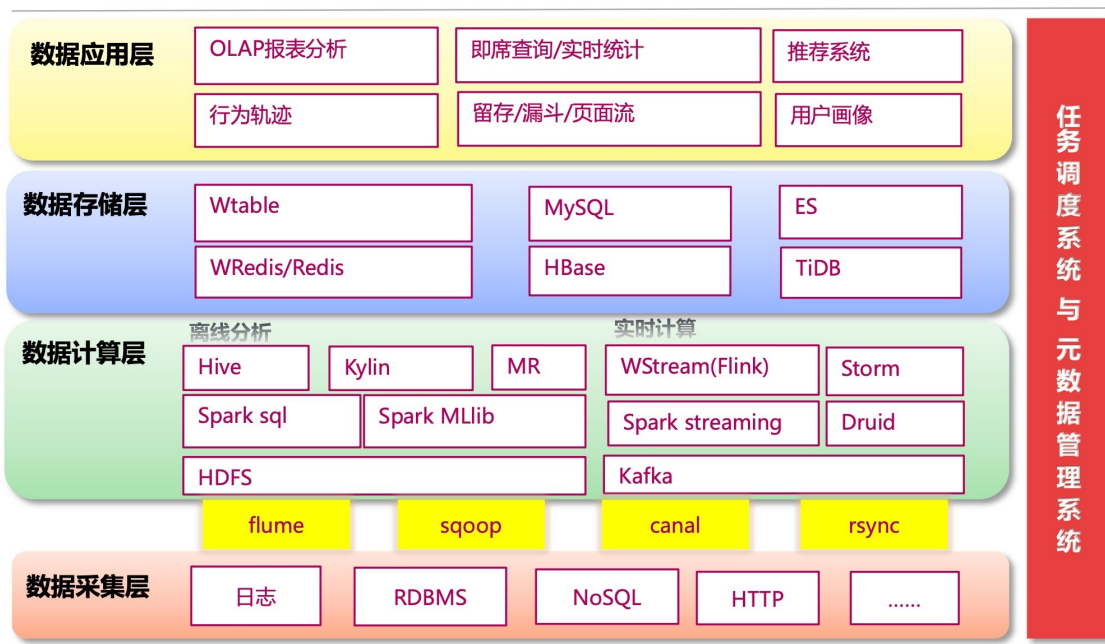 数据应用层
OLAP报表分析
即席查询/实时统计
推荐系统
行为轨迹
留存/漏斗/页面流
用户画像
数据存储层
Wtable
MySQL
ES
WRedis/Redis
HBase
TiDB
数据计算层
离线分析
实时计算
Hive
Kylin
MR
WStream(Flink)
Storm
Spark sql
Spark MLlib
Spark streaming
Druid
HDFS
Kafka
flume
sqoop
canal
rsync
数据采集层
日志
RDBMS
NoSQL
HTTP
......
任务调度系统与元数据管理系统